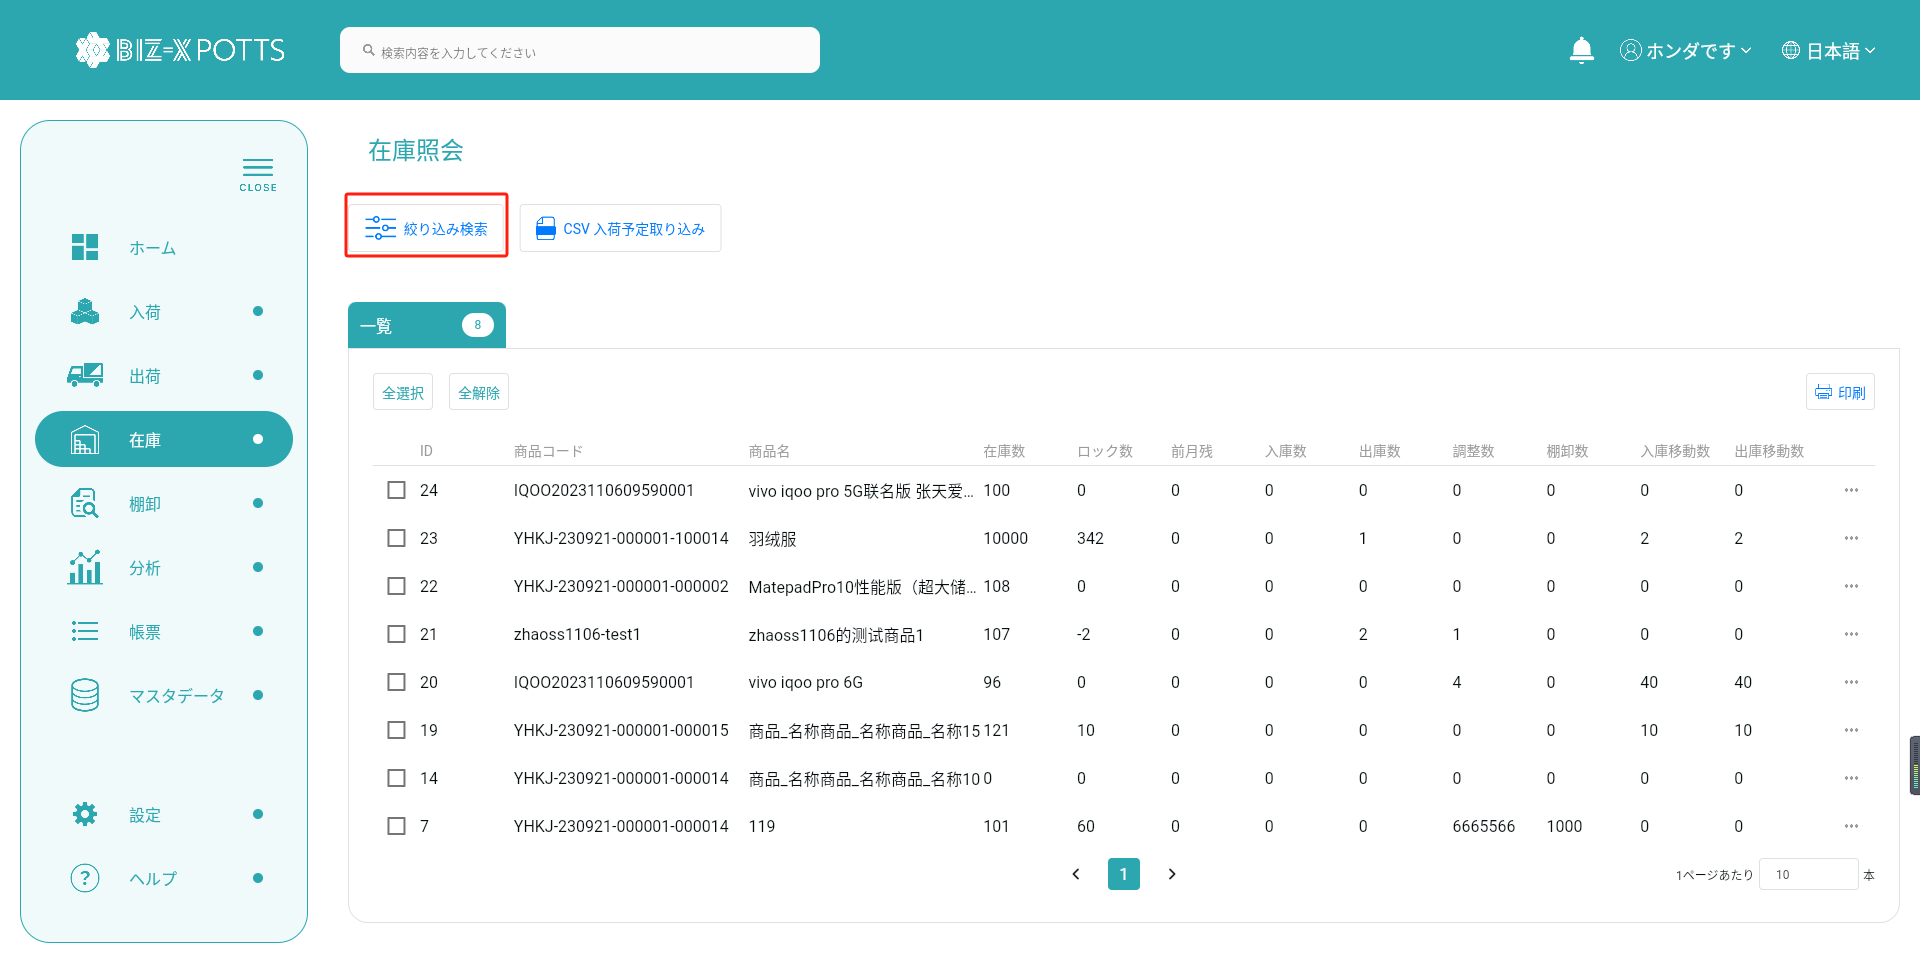 BIZ=X POTTS
検索内容を入力してください
ホンダです
日本語
CLOSE
ホーム
入荷
出荷
在庫
棚卸
分析
帳票
マスタデータ
設定
? ヘルプ
在庫照会
絞り込み検索
CSV 入荷予定取り込み
一覧 8
全選択 全解除 印刷
ID 商品コード 商品名 在庫数 ロック数 前月残 入庫数 出庫数 調整数 棚卸数 入庫移動数 出庫移動数
24 IQOO2023110609590001 vivo iqoo pro 5G联名版 张天爱... 100 0 0 0 0 0 0 0 0
23 YHKJ-230921-000001-100014 羽绒服 10000 342 0 0 1 0 0 2 2
22 YHKJ-230921-000001-000002 MatepadPro10性能版（超大储... 108 0 0 0 0 0 0 0 0
21 zhaoss1106-test1 zhaoss1106的测试商品1 107 -2 0 0 2 1 0 0 0
20 IQOO2023110609590001 vivo iqoo pro 6G 96 0 0 0 0 4 0 40 40
19 YHKJ-230921-000001-000015 商品_名称商品_名称商品_名称15 121 10 0 0 0 0 0 10 10
14 YHKJ-230921-000001-000014 商品_名称商品_名称商品_名称10 0 0 0 0 0 0 0 0 0
7 YHKJ-230921-000001-000014 119 101 60 0 0 0 6665566 1000 0 0
1
1ページあたり 10 本